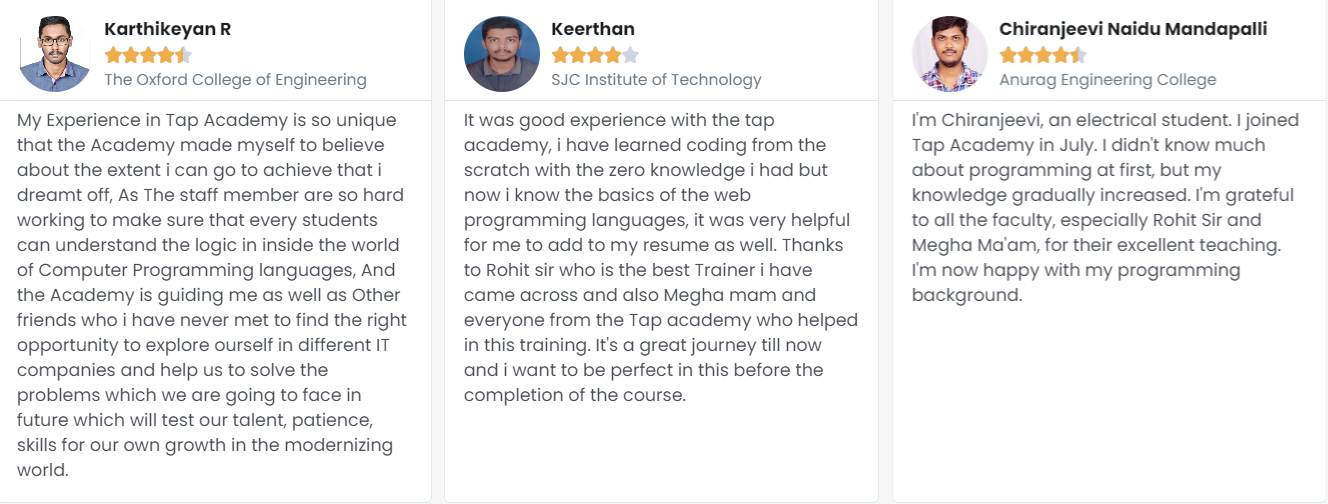 Karthikeyan R
The Oxford College of Engineering
My Experience in Tap Academy is so unique
that the Academy made myself to believe
about the extent i can go to achieve that i
dreamt off, As The staff member are so hard
working to make sure that every students
can understand the logic in inside the world
of Computer Programming languages, And
the Academy is guiding me as well as Other
friends who i have never met to find the right
opportunity to explore ourself in different IT
companies and help us to solve the
problems which we are going to face in
future which will test our talent, patience,
skills for our own growth in the modernizing
world.
Keerthan
SJC Institute of Technology
It was good experience with the tap
academy, i have learned coding from the
scratch with the zero knowledge i had but
now i know the basics of the web
programming languages, it was very helpful
for me to add to my resume as well. Thanks
to Rohit sir who is the best Trainer i have
came across and also Megha mam and
everyone from the Tap academy who helped
in this training. It's a great journey till now
and i want to be perfect in this before the
completion of the course.
Chiranjeevi Naidu Mandapalli
Anurag Engineering College
I'm Chiranjeevi, an electrical student. I joined
Tap Academy in July. I didn't know much
about programming at first, but my
knowledge gradually increased. I'm grateful
to all the faculty, especially Rohit Sir and
Megha Ma'am, for their excellent teaching.
I'm now happy with my programming
background.